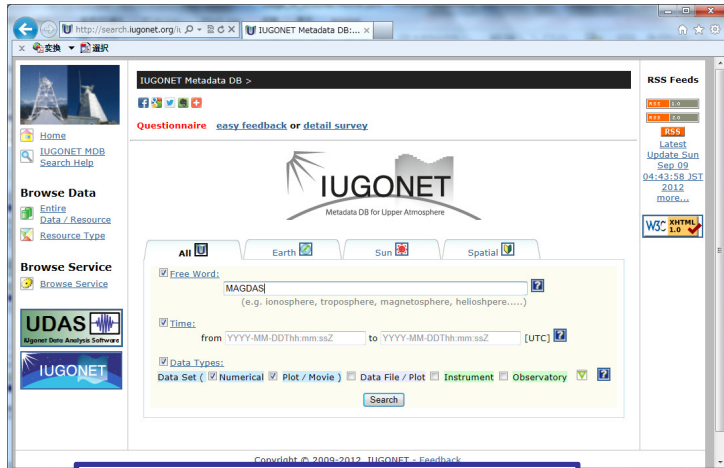 http://search.iugonet.org/iu
IUGONET Metadata DB:...
x 変換 ▼ 選択
IUGONET Metadata DB >
Questionnaire easy feedback or detail survey
Home
IUGONET MDB
Search Help
Browse Data
Entire
Data / Resource
Resource Type
Browse Service
Browse Service
UDAS
IUgonet Data Analysis Software
IUGONET
IUGONET
Metadata DB for Upper Atmosphere
All
Earth
Sun
Spatial
Free Word:
MAGDAS
?
(e.g. ionosphere, troposphere, magnetosphere, helioshpere.....)
Time:
from YYYY-MM-DDThh:mm:ssZ to YYYY-MM-DDThh:mm:ssZ [UTC] ?
Data Types:
Data Set ( Numerical Plot / Movie ) Data File / Plot Instrument Observatory ?
Search
RSS Feeds
RSS 1.0
RSS 2.0
RSS
Latest
Update Sun
Sep 09
04:43:58 JST
2012
more...
W3C XHTML 1.0
Copyright © 2009-2012 IUGONET - Feedback